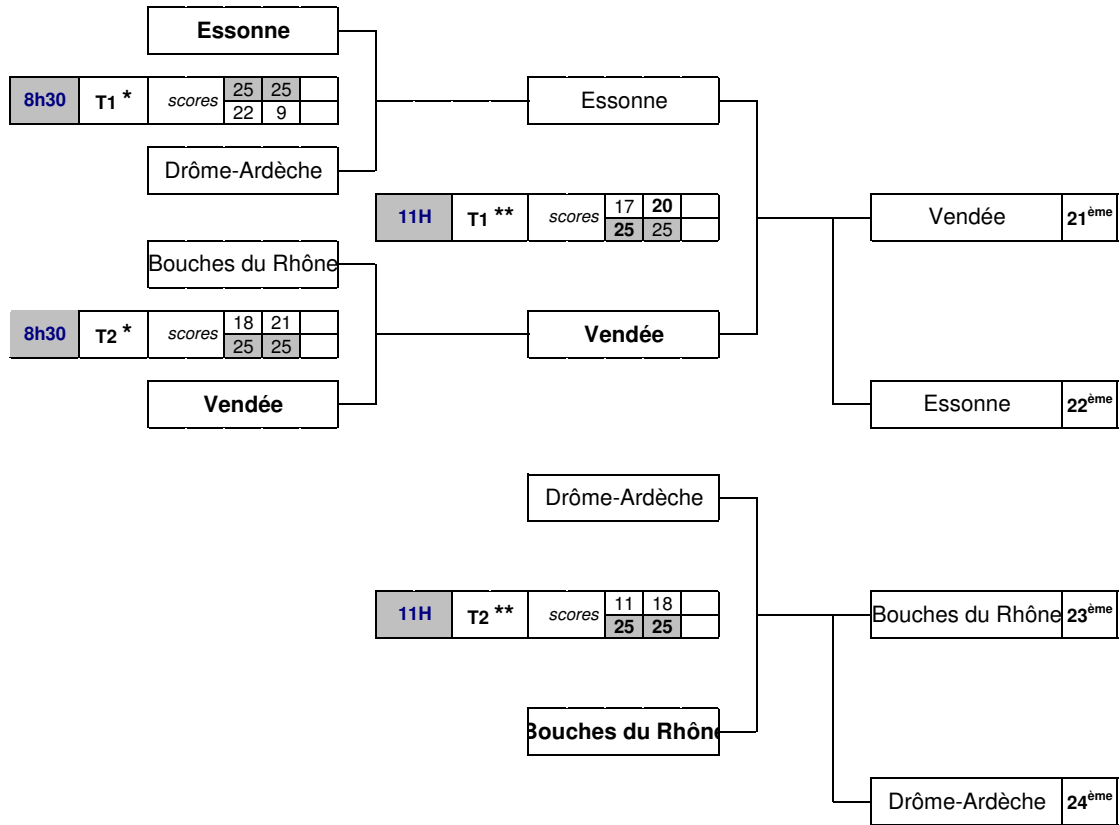 Essonne
8h30 T1 * scores 25 25
22 9
Drôme-Ardèche
Essonne
11H T1 ** scores 17 20
25 25
Bouches du Rhône
8h30 T2 * scores 18 21
25 25
Vendée
Vendée
Vendée 21ème
Essonne 22ème
Drôme-Ardèche
11H T2 ** scores 11 18
25 25
Bouches du Rhône
Bouches du Rhône 23ème
Drôme-Ardèche 24ème